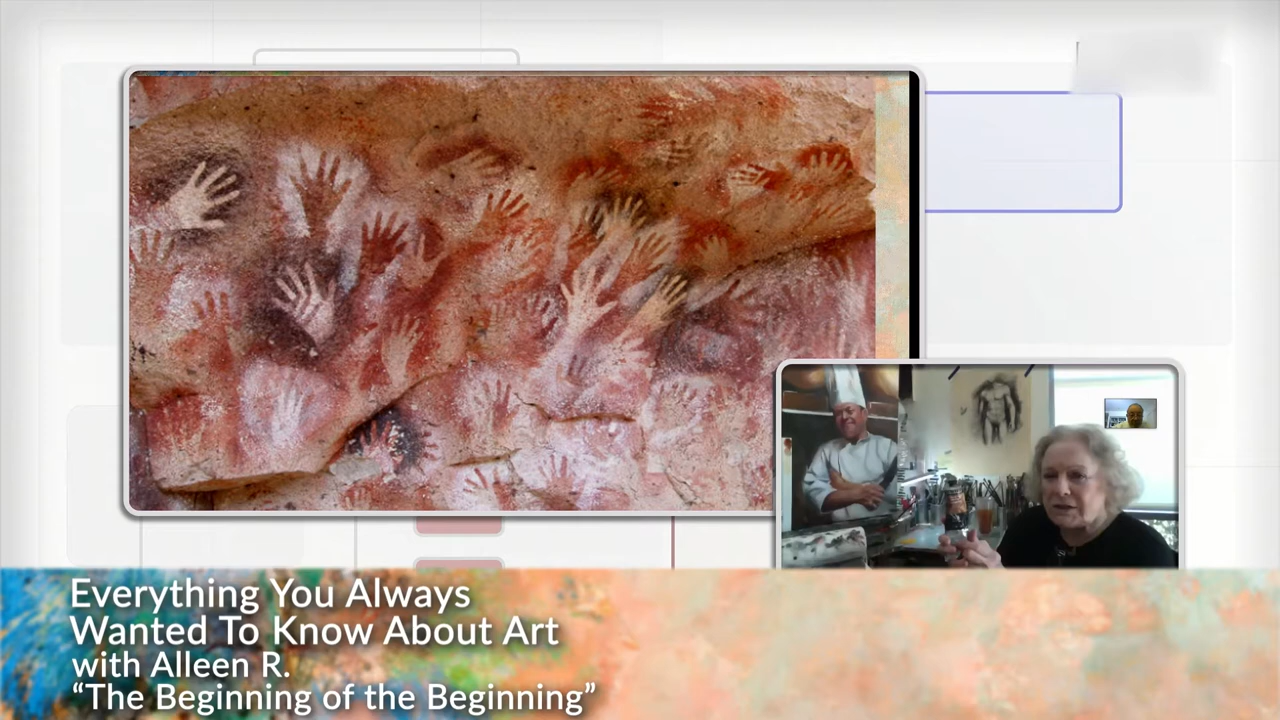 Everything You Always
Wanted To Know About Art
with Alleen R.
“The Beginning of the Beginning”